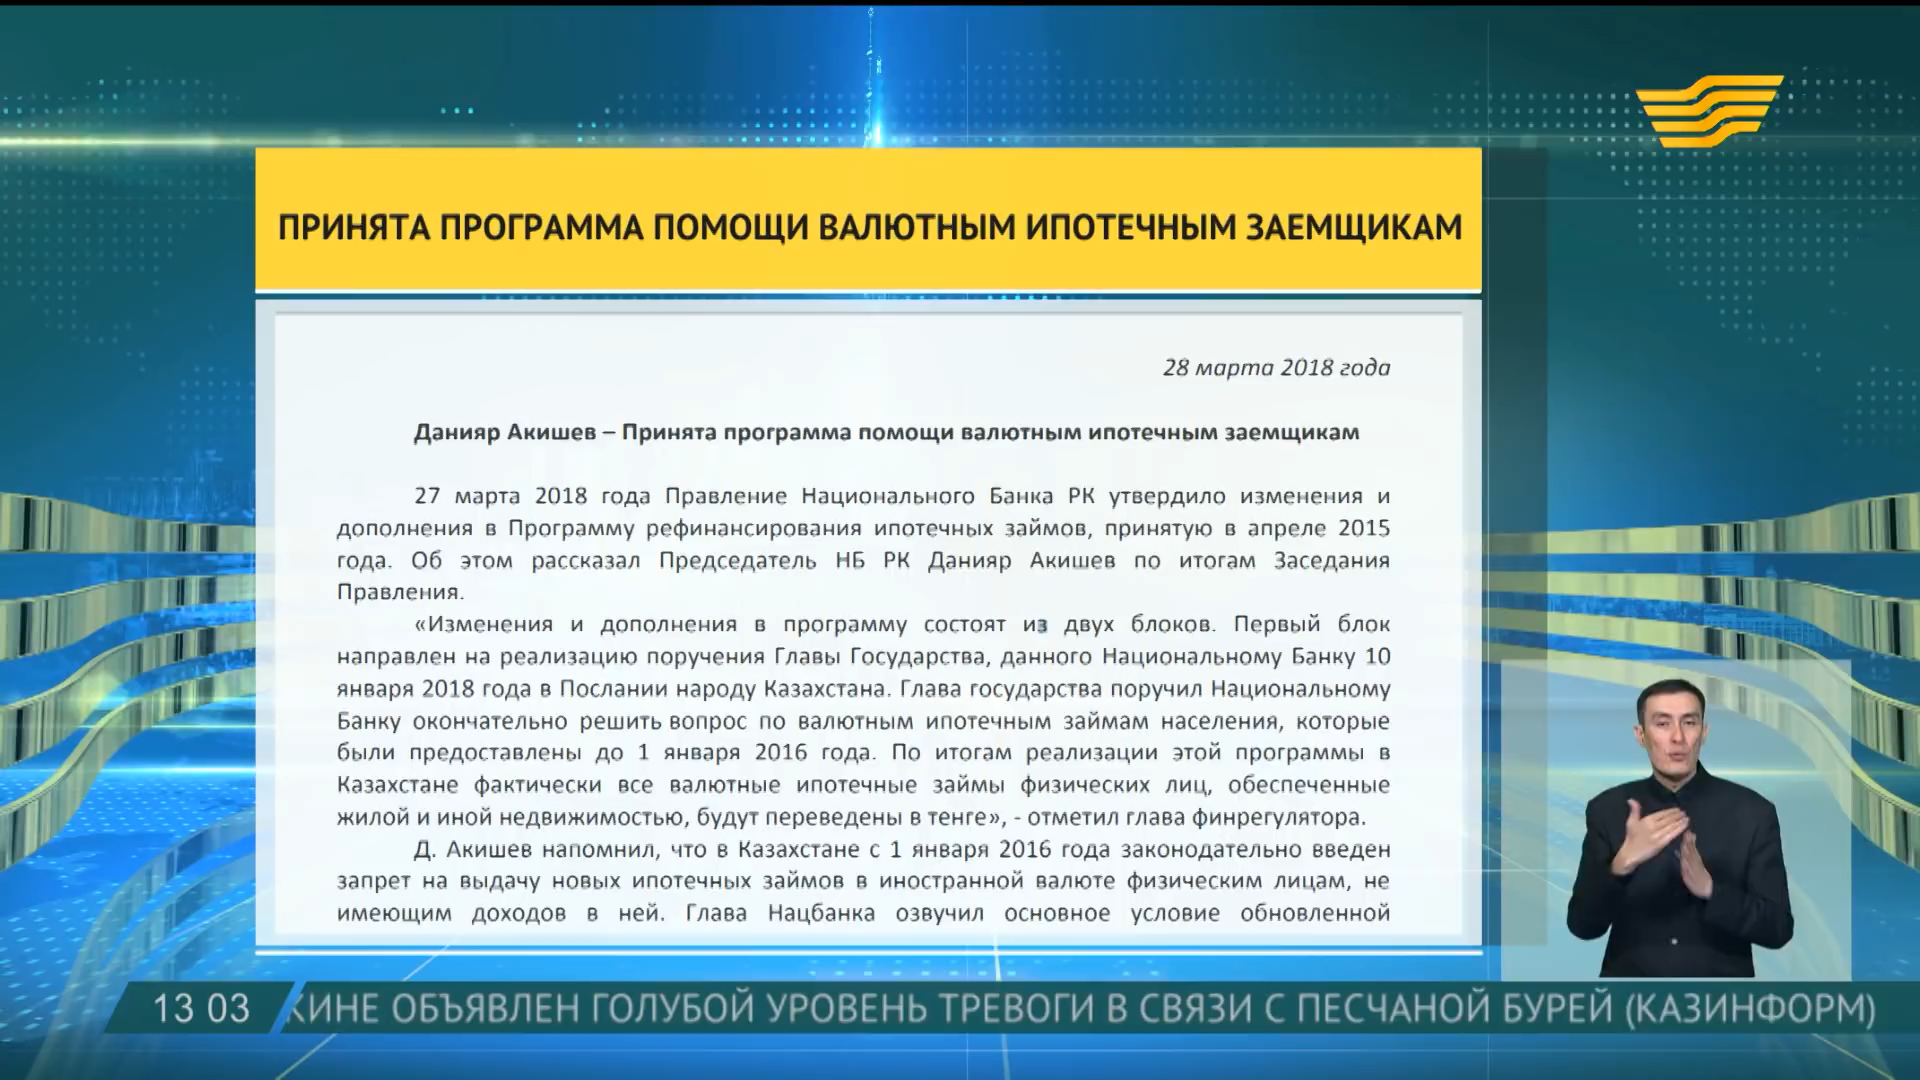 ПРИНЯТА ПРОГРАММА ПОМОЩИ ВАЛЮТНЫМ ИПОТЕЧНЫМ ЗАЕМЩИКАМ
28 марта 2018 года
Данияр Акишев – Принята программа помощи валютным ипотечным заемщикам
27 марта 2018 года Правление Национального Банка РК утвердило изменения и
дополнения в Программу рефинансирования ипотечных займов, принятую в апреле 2015
года. Об этом рассказал Председатель НБ РК Данияр Акишев по итогам Заседания
Правления.
«Изменения и дополнения в программу состоят из двух блоков. Первый блок
направлен на реализацию поручения Главы Государства, данного Национальному Банку 10
января 2018 года в Послании народу Казахстана. Глава государства поручил Национальному
Банку окончательно решить вопрос по валютным ипотечным займам населения, которые
были предоставлены до 1 января 2016 года. По итогам реализации этой программы в
Казахстане фактически все валютные ипотечные займы физических лиц, обеспеченные
жилой и иной недвижимостью, будут переведены в тенге», - отметил глава финрегулятора.
Д. Акишев напомнил, что в Казахстане с 1 января 2016 года законодательно введен
запрет на выдачу новых ипотечных займов в иностранной валюте физическим лицам, не
имеющим доходов в ней. Глава Нацбанка озвучил основное условие обновленной
13 03 КИНЕ ОБЪЯВЛЕН ГОЛУБОЙ УРОВЕНЬ ТРЕВОГИ В СВЯЗИ С ПЕСЧАНОЙ БУРЕЙ (КАЗИНФОРМ)